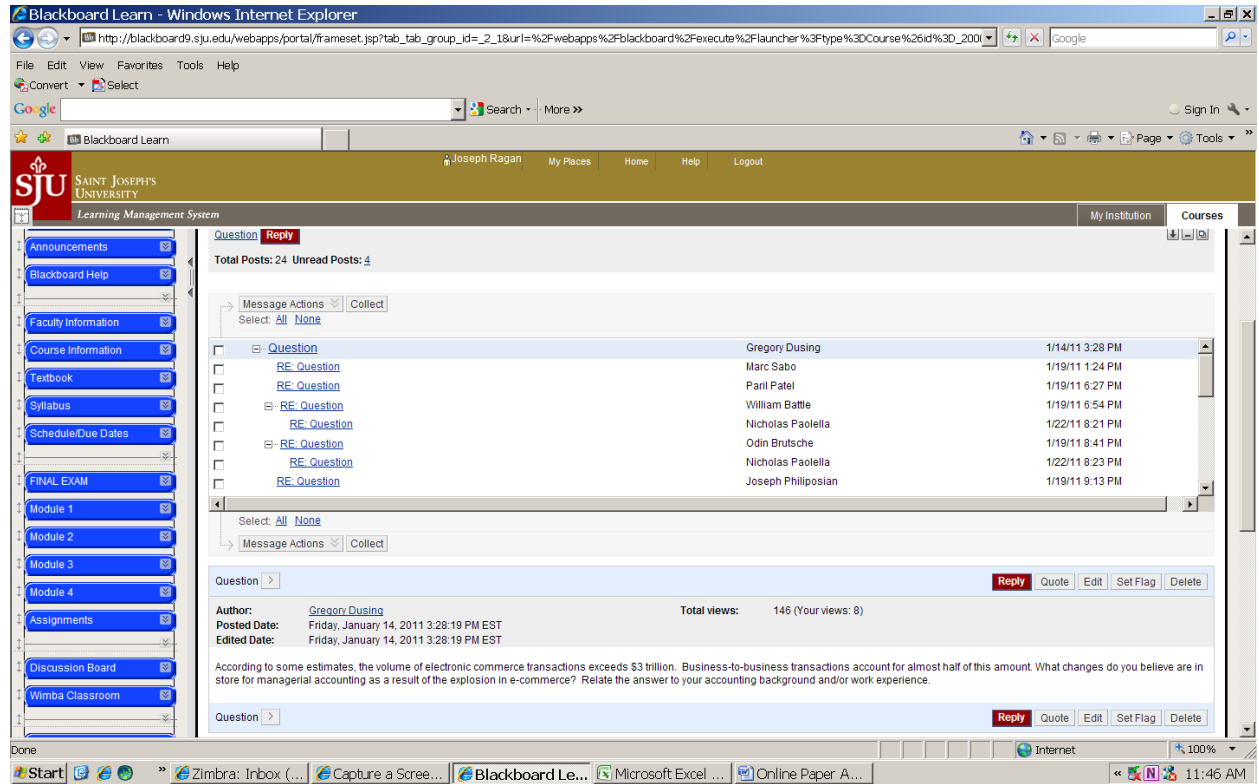 Blackboard Learn - Windows Internet Explorer
http://blackboard9.sju.edu/webapps/portal/frameset.jsp?tab_tab_group_id=_2_1&url=%2Fwebapps%2Fblackboard%2Fexecute%2Flauncher%3Ftype%3DCourse%26id%3D_200 Google
File Edit View Favorites Tools Help
Convert Select
Google Search More >> Sign In
Blackboard Learn Page Tools
Joseph Ragan My Places Home Help Logout
SJU SAINT JOSEPH'S
UNIVERSITY
Learning Management System My Institution Courses
Announcements
Blackboard Help
Faculty Information
Course Information
Textbook
Syllabus
Schedule/Due Dates
FINAL EXAM
Module 1
Module 2
Module 3
Module 4
Assignments
Discussion Board
Wimba Classroom
Question Reply
Total Posts: 24 Unread Posts: 4
Message Actions Collect
Select: All None
Question Gregory Dusing 1/14/11 3:28 PM
RE: Question Marc Sabo 1/19/11 1:24 PM
RE: Question Paril Patel 1/19/11 6:27 PM
RE: Question William Battle 1/19/11 6:54 PM
RE: Question Nicholas Paolella 1/22/11 8:21 PM
RE: Question Odin Brutsche 1/19/11 8:41 PM
RE: Question Nicholas Paolella 1/22/11 8:23 PM
RE: Question Joseph Philiposian 1/19/11 9:13 PM
Select: All None
Message Actions Collect
Question > Reply Quote Edit Set Flag Delete
Author: Gregory Dusing Total views: 146 (Your views: 8)
Posted Date: Friday, January 14, 2011 3:28:19 PM EST
Edited Date: Friday, January 14, 2011 3:28:19 PM EST
According to some estimates, the volume of electronic commerce transactions exceeds $3 trillion. Business-to-business transactions account for almost half of this amount. What changes do you believe are in
store for managerial accounting as a result of the explosion in e-commerce? Relate the answer to your accounting background and/or work experience.
Question > Reply Quote Edit Set Flag Delete
Done Internet 100%
Start Zimbra: Inbox (... Capture a Scree... Blackboard Le... Microsoft Excel ... Online Paper A... 11:46 AM